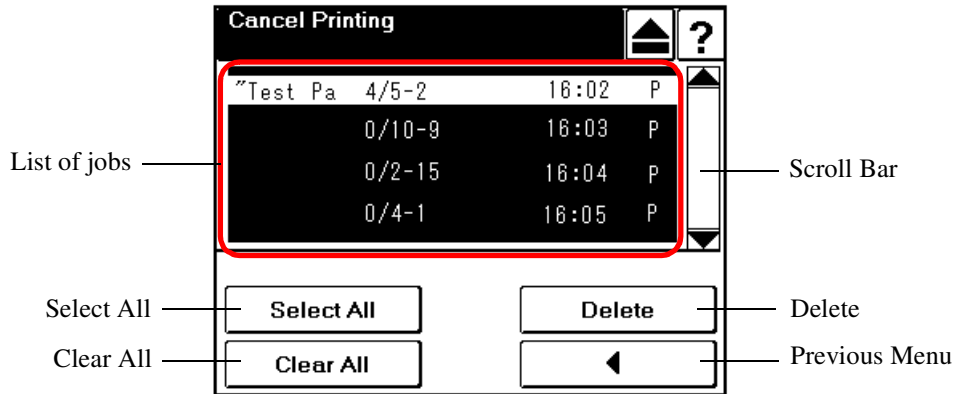 Cancel Printing
?
"Test Pa 4/5-2 16:02 P
0/10-9 16:03 P
0/2-15 16:04 P
0/4-1 16:05 P
List of jobs
Scroll Bar
Select All
Select All
Delete
Delete
Clear All
Clear All
Previous Menu